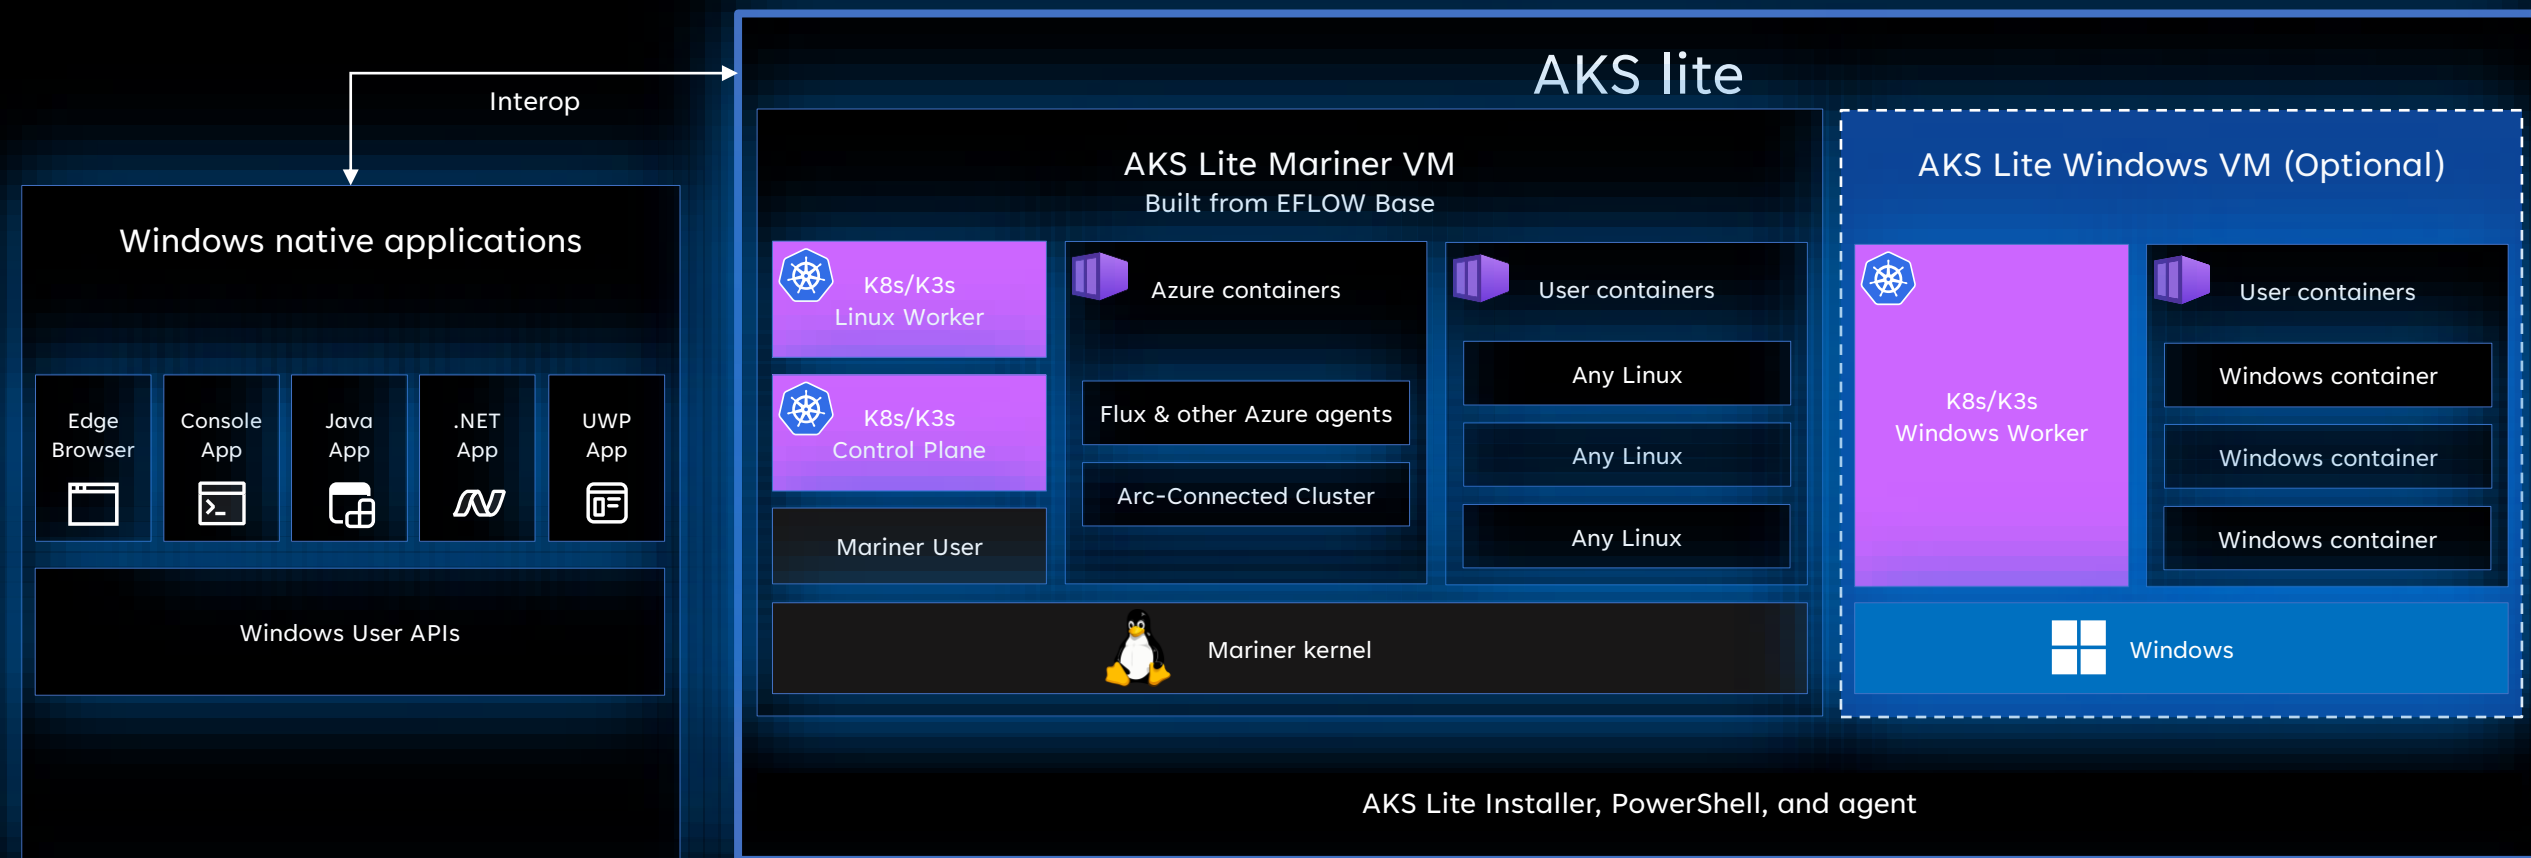 AKS lite
Interop
Windows native applications
Edge
Browser
Console
App
Java
App
.NET
App
UWP
App
Windows User APIs
AKS Lite Mariner VM
Built from EFLOW Base
K8s/K3s
Linux Worker
K8s/K3s
Control Plane
Mariner User
Azure containers
Flux & other Azure agents
Arc-Connected Cluster
User containers
Any Linux
Any Linux
Any Linux
Mariner kernel
AKS Lite Windows VM (Optional)
K8s/K3s
Windows Worker
User containers
Windows container
Windows container
Windows container
Windows
AKS Lite Installer, PowerShell, and agent